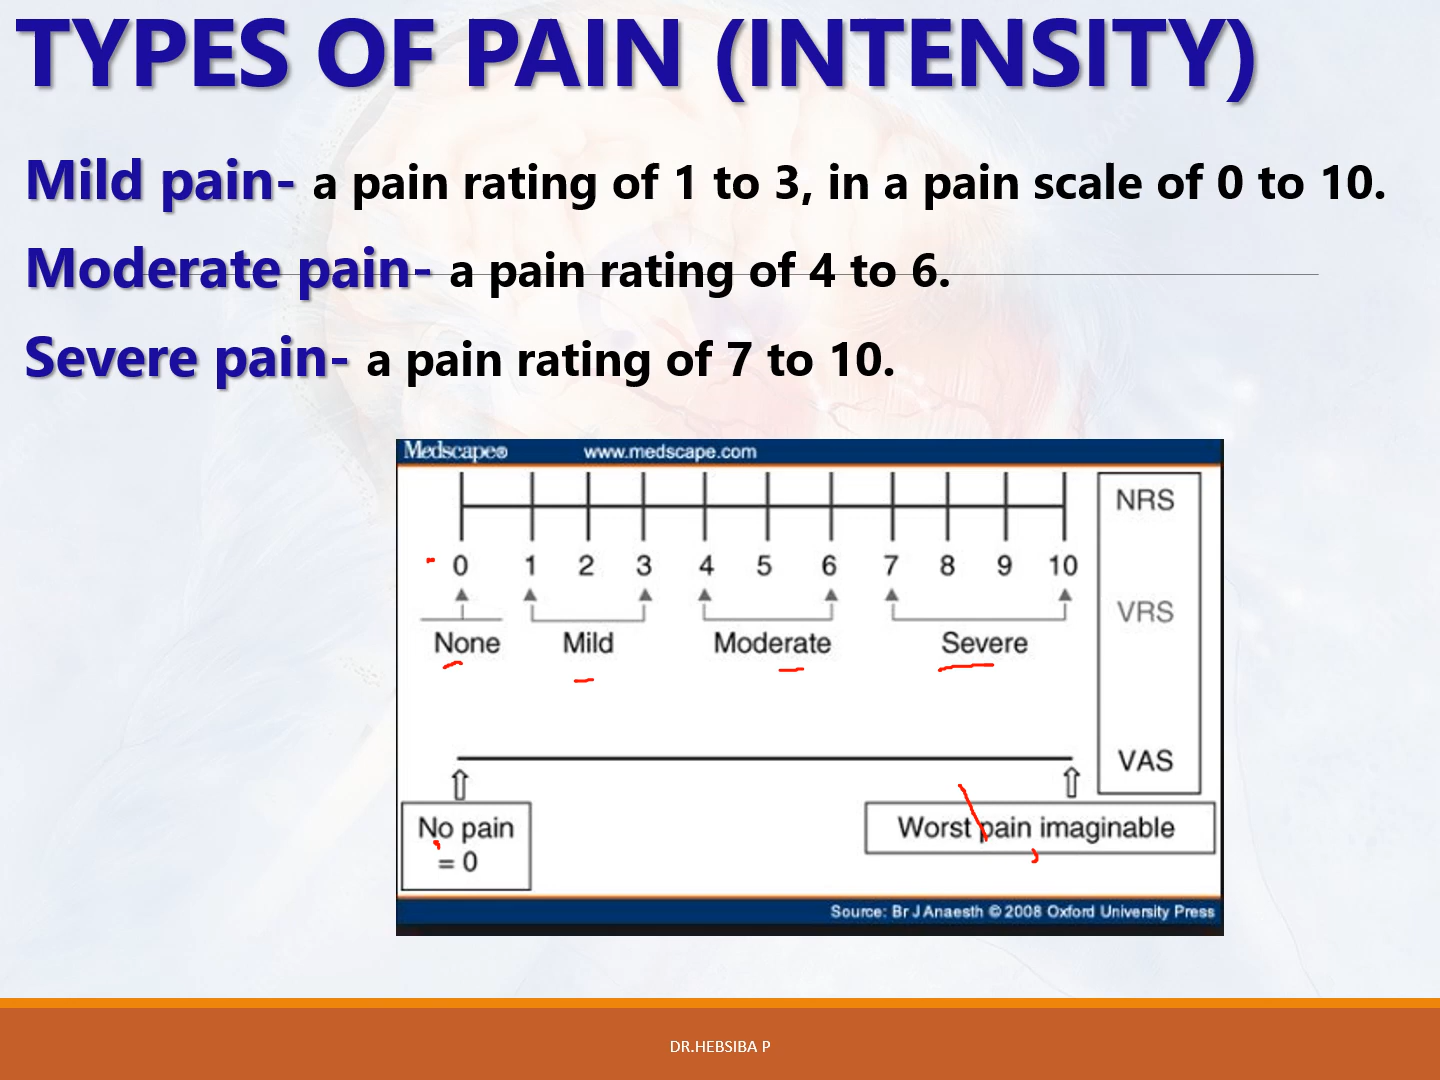 TYPES OF PAIN (INTENSITY)
Mild pain- a pain rating of 1 to 3, in a pain scale of 0 to 10.
Moderate pain- a pain rating of 4 to 6.
Severe pain- a pain rating of 7 to 10.
Medscape® www.medscape.com
NRS
0 1 2 3 4 5 6 7 8 9 10
VRS
None Mild Moderate Severe
VAS
No pain
= 0
Worst pain imaginable
Source: Br J Anaesth © 2008 Oxford University Press
DR.HEBSIBA P